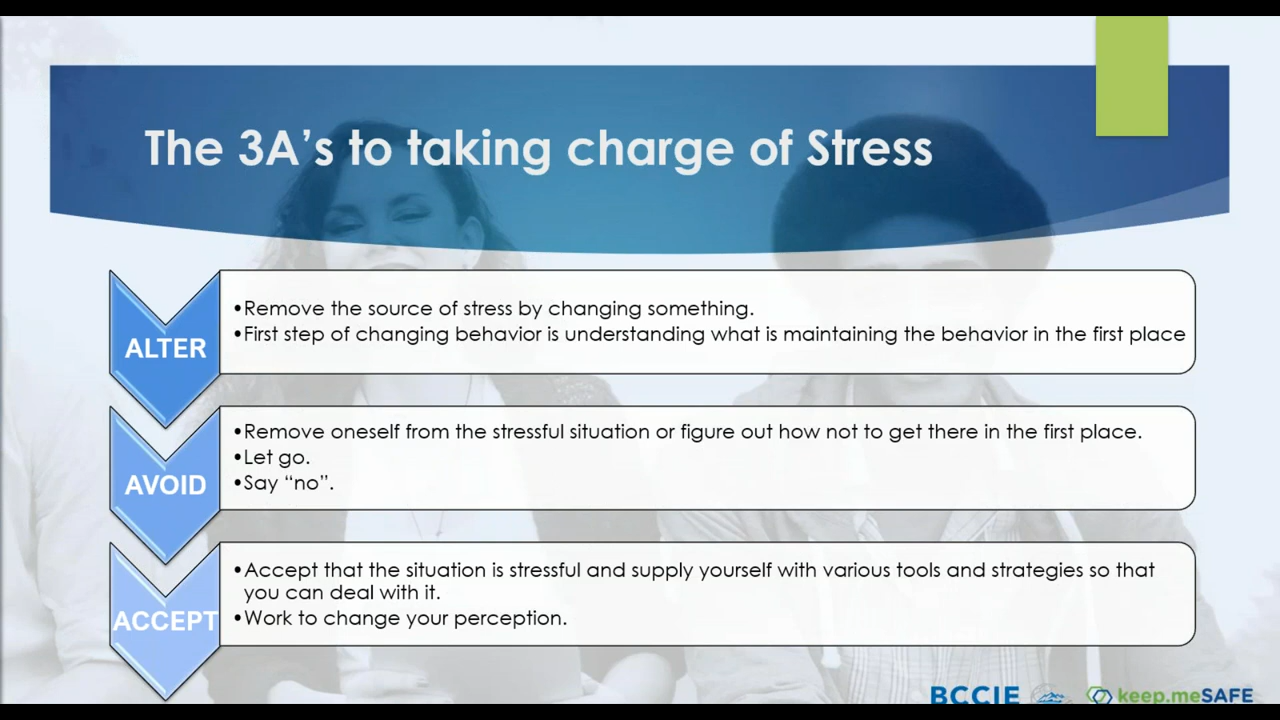 The 3A’s to taking charge of Stress
ALTER
•Remove the source of stress by changing something.
•First step of changing behavior is understanding what is maintaining the behavior in the first place
AVOID
•Remove oneself from the stressful situation or figure out how not to get there in the first place.
•Let go.
•Say “no”.
ACCEPT
•Accept that the situation is stressful and supply yourself with various tools and strategies so that
you can deal with it.
•Work to change your perception.
BCCIE
keep.meSAFE